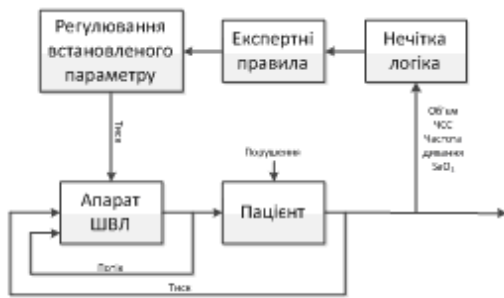 Регулювання
встановленого
параметру
Експертні
правила
Нечітка
логіка
Тиск
Об'єм
ЧСС
Частота
дихання
SaO₂
Порушення
Апарат
ШВЛ
Пацієнт
Потік
Тиск